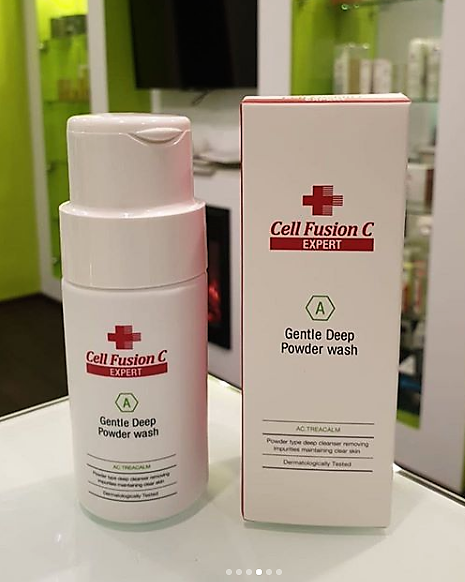 Cell Fusion C
EXPERT
A
Gentle Deep
Powder wash
AC.TREACALM
Powder type deep cleanser removing
impurities maintaining clear skin
Dermatologically Tested
Cell Fusion C
EXPERT
A
Gentle Deep
Powder wash
AC.TREACALM
Powder type deep cleanser removing
impurities maintaining clear skin
Dermatologically Tested